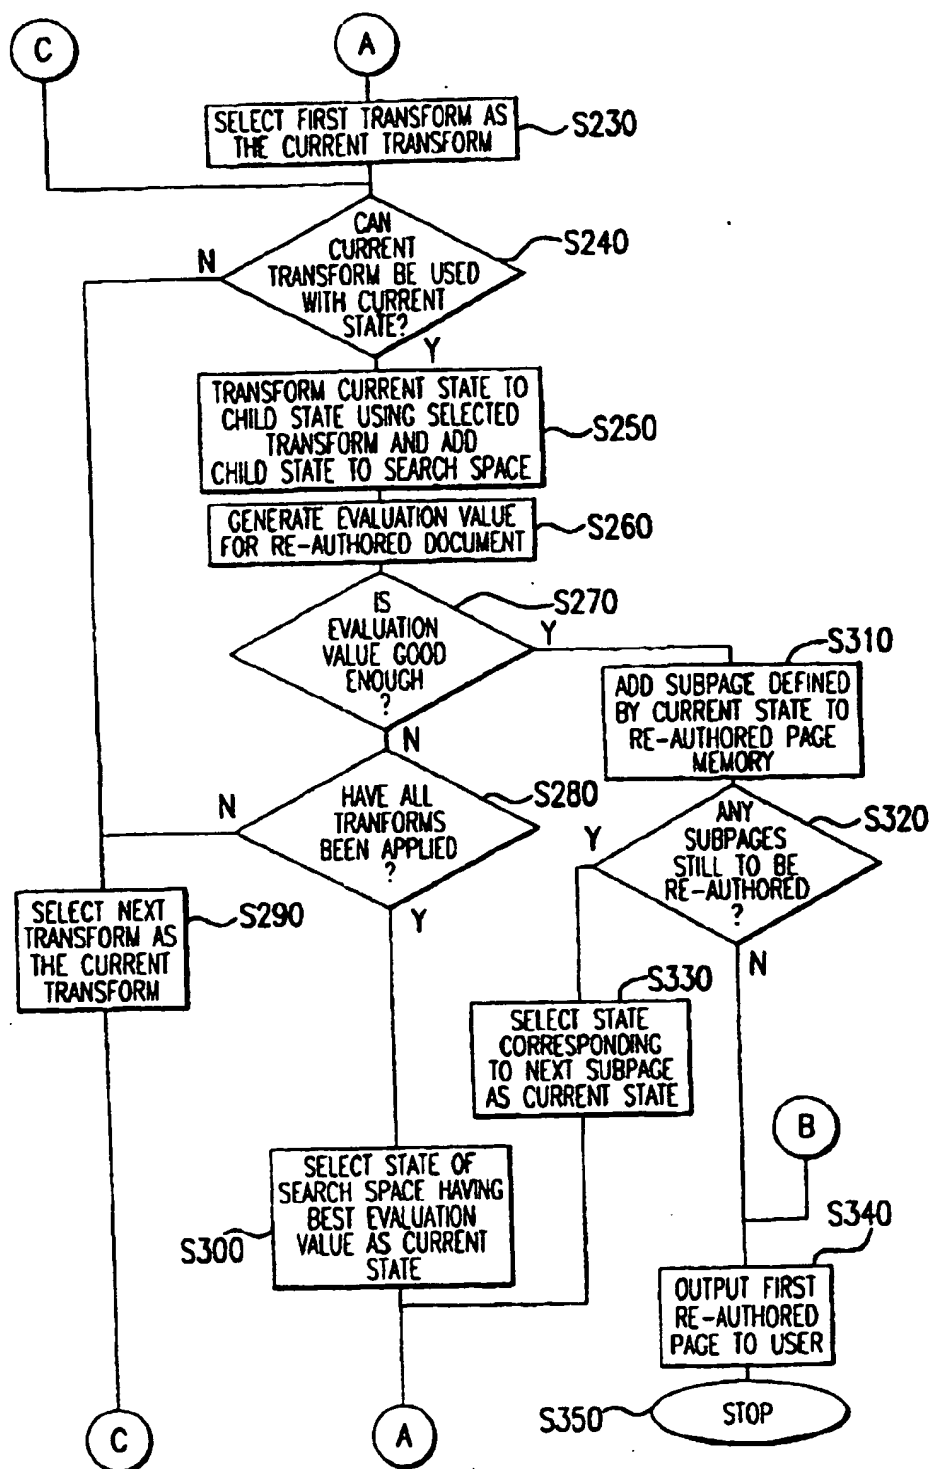 C
A
SELECT FIRST TRANSFORM AS
THE CURRENT TRANSFORM
S230
CAN
CURRENT
TRANSFORM BE USED
WITH CURRENT
STATE?
S240
N
Y
TRANSFORM CURRENT STATE TO
CHILD STATE USING SELECTED
TRANSFORM AND ADD
CHILD STATE TO SEARCH SPACE
S250
GENERATE EVALUATION VALUE
FOR RE-AUTHORED DOCUMENT
S260
IS
EVALUATION
VALUE GOOD
ENOUGH
?
S270
Y
N
S310
ADD SUBPAGE DEFINED
BY CURRENT STATE TO
RE-AUTHORED PAGE
MEMORY
HAVE ALL
TRANFORMS
BEEN APPLIED
?
S280
N
Y
ANY
SUBPAGES
STILL TO BE
RE-AUTHORED
?
S320
Y
N
SELECT NEXT
TRANSFORM AS
THE CURRENT
TRANSFORM
S290
S330
SELECT STATE
CORRESPONDING
TO NEXT SUBPAGE
AS CURRENT STATE
B
SELECT STATE OF
SEARCH SPACE HAVING
BEST EVALUATION
VALUE AS CURRENT
STATE
S300
S340
OUTPUT FIRST
RE-AUTHORED
PAGE TO USER
S350
STOP
C
A